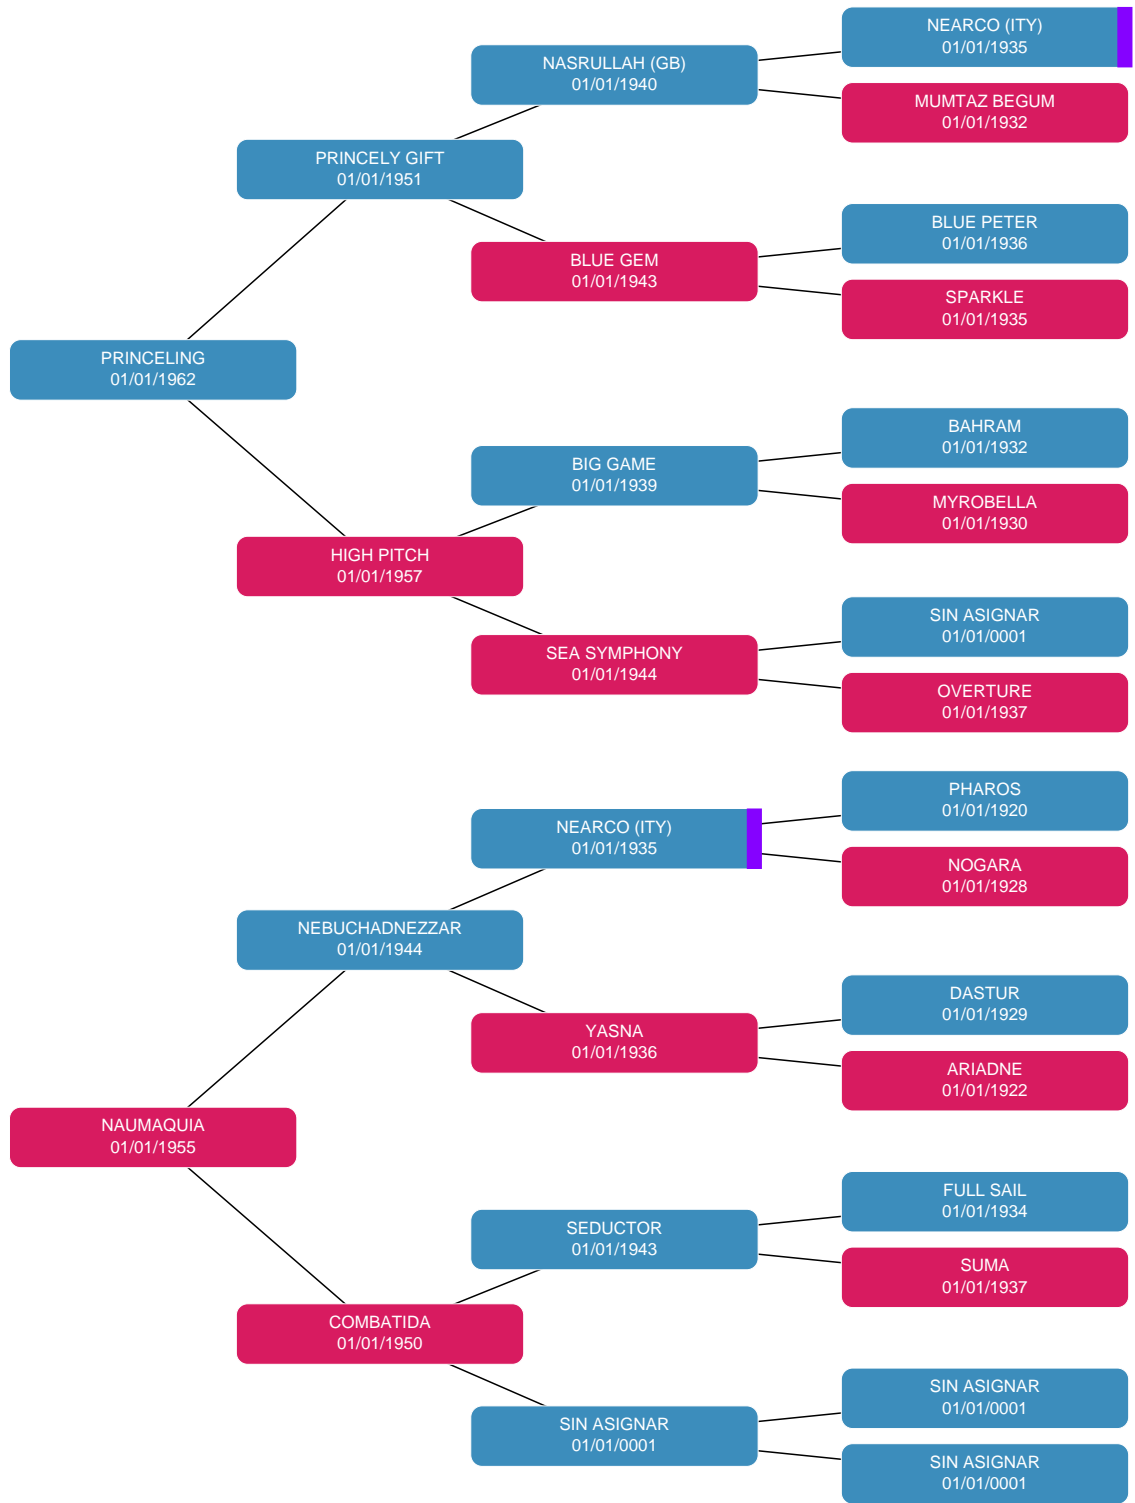 NEARCO (ITY)
01/01/1935
NASRULLAH (GB)
01/01/1940
MUMTAZ BEGUM
01/01/1932
PRINCELY GIFT
01/01/1951
BLUE PETER
01/01/1936
BLUE GEM
01/01/1943
SPARKLE
01/01/1935
PRINCELING
01/01/1962
BAHRAM
01/01/1932
BIG GAME
01/01/1939
MYROBELLA
01/01/1930
HIGH PITCH
01/01/1957
SIN ASIGNAR
01/01/0001
SEA SYMPHONY
01/01/1944
OVERTURE
01/01/1937
PHAROS
01/01/1920
NEARCO (ITY)
01/01/1935
NOGARA
01/01/1928
NEBUCHADNEZZAR
01/01/1944
DASTUR
01/01/1929
YASNA
01/01/1936
ARIADNE
01/01/1922
NAUMAQUIA
01/01/1955
FULL SAIL
01/01/1934
SEDUCTOR
01/01/1943
SUMA
01/01/1937
COMBATIDA
01/01/1950
SIN ASIGNAR
01/01/0001
SIN ASIGNAR
01/01/0001
SIN ASIGNAR
01/01/0001